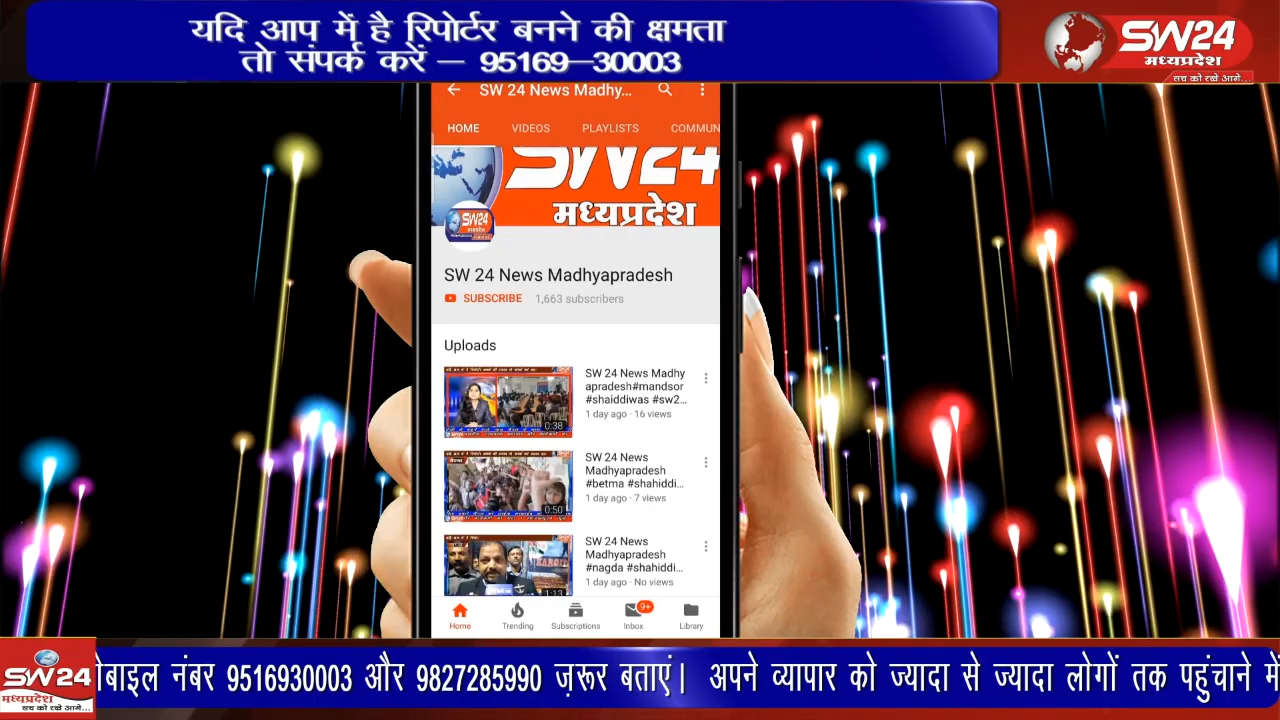 यदि आप में है रिपोर्टर बनने की क्षमता
तो संपर्क करें – 95169–30003
SW24
मध्यप्रदेश
सच को रखे आगे...
SW 24 News Madhy...
HOME VIDEOS PLAYLISTS COMMUN
SW24
मध्यप्रदेश
SW24
SW 24 News Madhyapradesh
SUBSCRIBE 1,663 subscribers
Uploads
SW 24 News Madhy
apradesh#mandsor
#shaiddiwas #sw2...
1 day ago · 16 views
0:38
SW 24 News
Madhyapradesh
#betma #shahiddi...
1 day ago · 7 views
0:50
SW 24 News
Madhyapradesh
#nagda #shahiddi...
1 day ago · No views
1:13
9+
Home Trending Subscriptions Inbox Library
SW24
मध्यप्रदेश
सच को रखे आगे...
ोबाइल नंबर 9516930003 और 9827285990 ज़रूर बताएं| अपने व्यापार को ज्यादा से ज्यादा लोगों तक पहुंचाने में